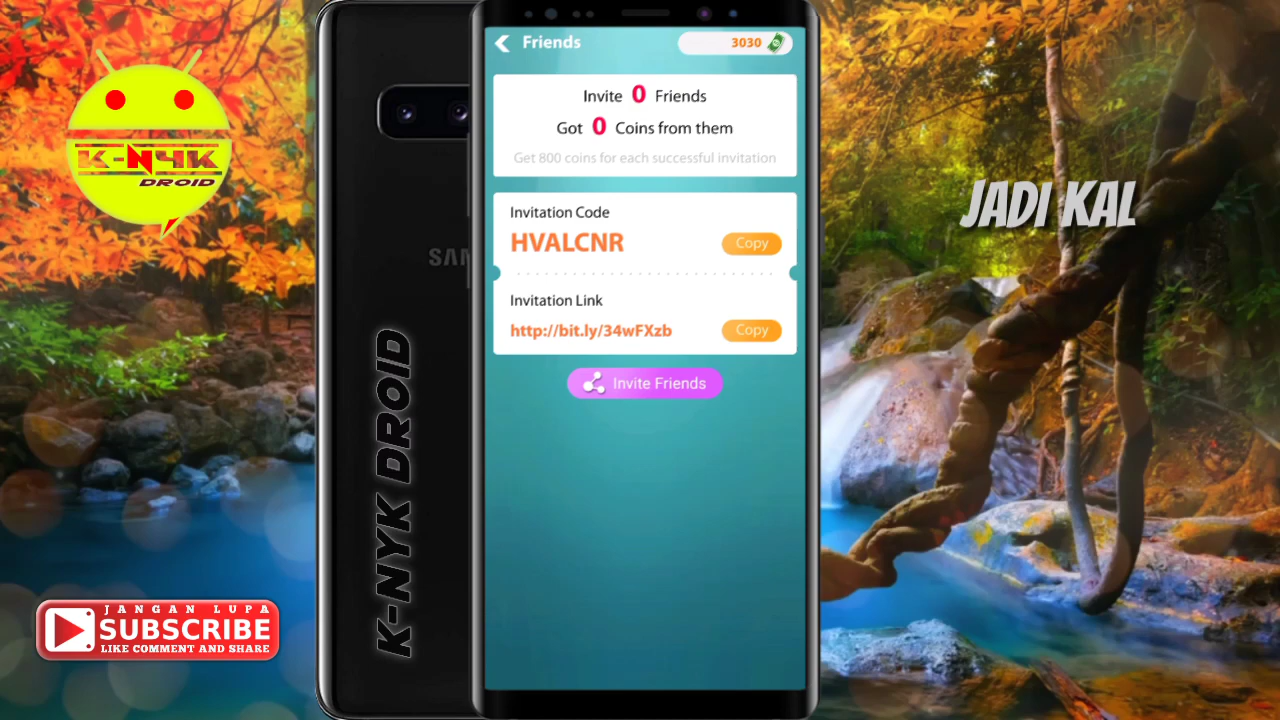 K-N4K
DROID
JANGAN LUPA
SUBSCRIBE
LIKE COMMENT AND SHARE
K-NYK DROID
Friends
3030
Invite 0 Friends
Got 0 Coins from them
Get 800 coins for each successful invitation
Invitation Code
HVALCNR
Copy
Invitation Link
http://bit.ly/34wFXzb
Copy
Invite Friends
JADI KAL